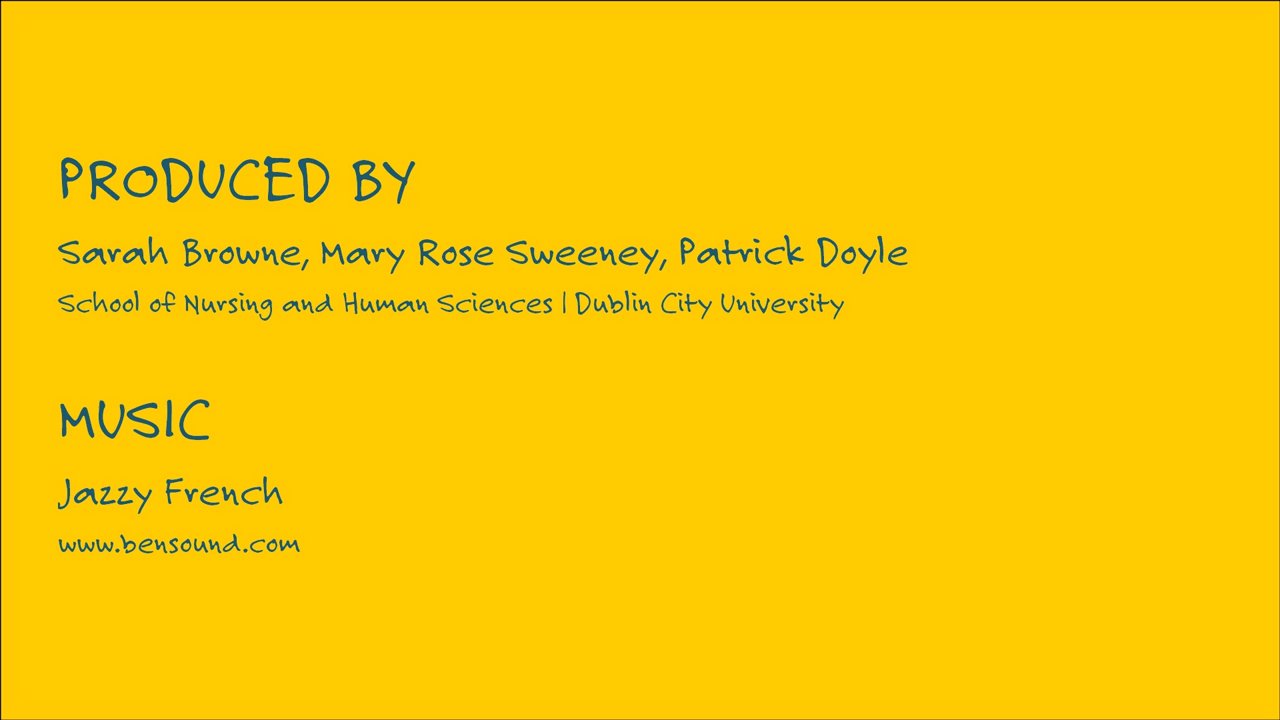 PRODUCED BY
Sarah Browne, Mary Rose Sweeney, Patrick Doyle
School of Nursing and Human Sciences | Dublin City University
MUSIC
Jazzy French
www.bensound.com